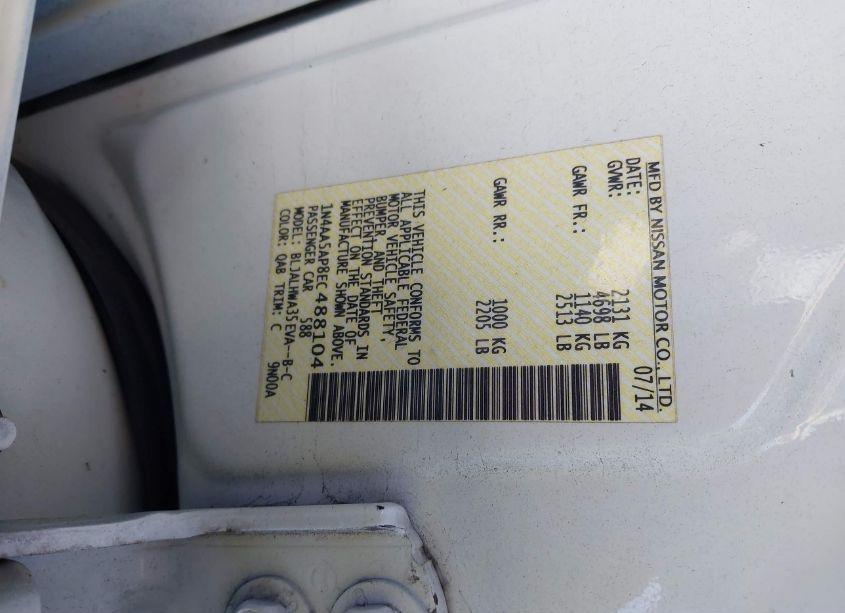 MFD BY NISSAN MOTOR CO., LTD.
DATE: 07/14
GVWR: 2131 KG
4698 LB
GAWR FR.: 1140 KG
2513 LB
GAWR RR.: 1000 KG
2205 LB
THIS VEHICLE CONFORMS TO
ALL APPLICABLE FEDERAL
MOTOR VEHICLE SAFETY,
BUMPER AND THEFT
PREVENTION STANDARDS IN
EFFECT ON THE DATE OF
MANUFACTURE SHOWN ABOVE.
1N4AA5AP8EC488104
PASSENGER CAR 588
MODEL: BLJALHWA35EVA--B-C
COLOR: QAB TRIM: C 9N00A